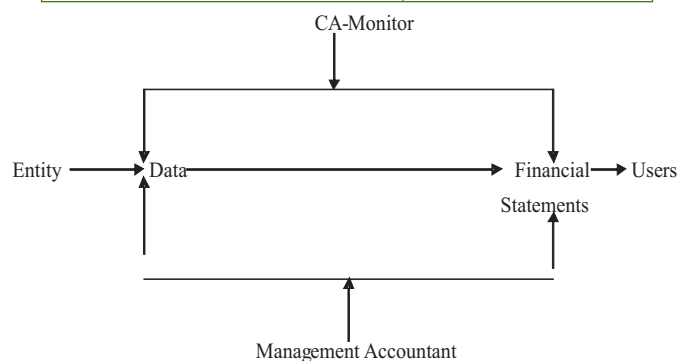 CA-Monitor
Entity Data Financial Users
Statements
Management Accountant